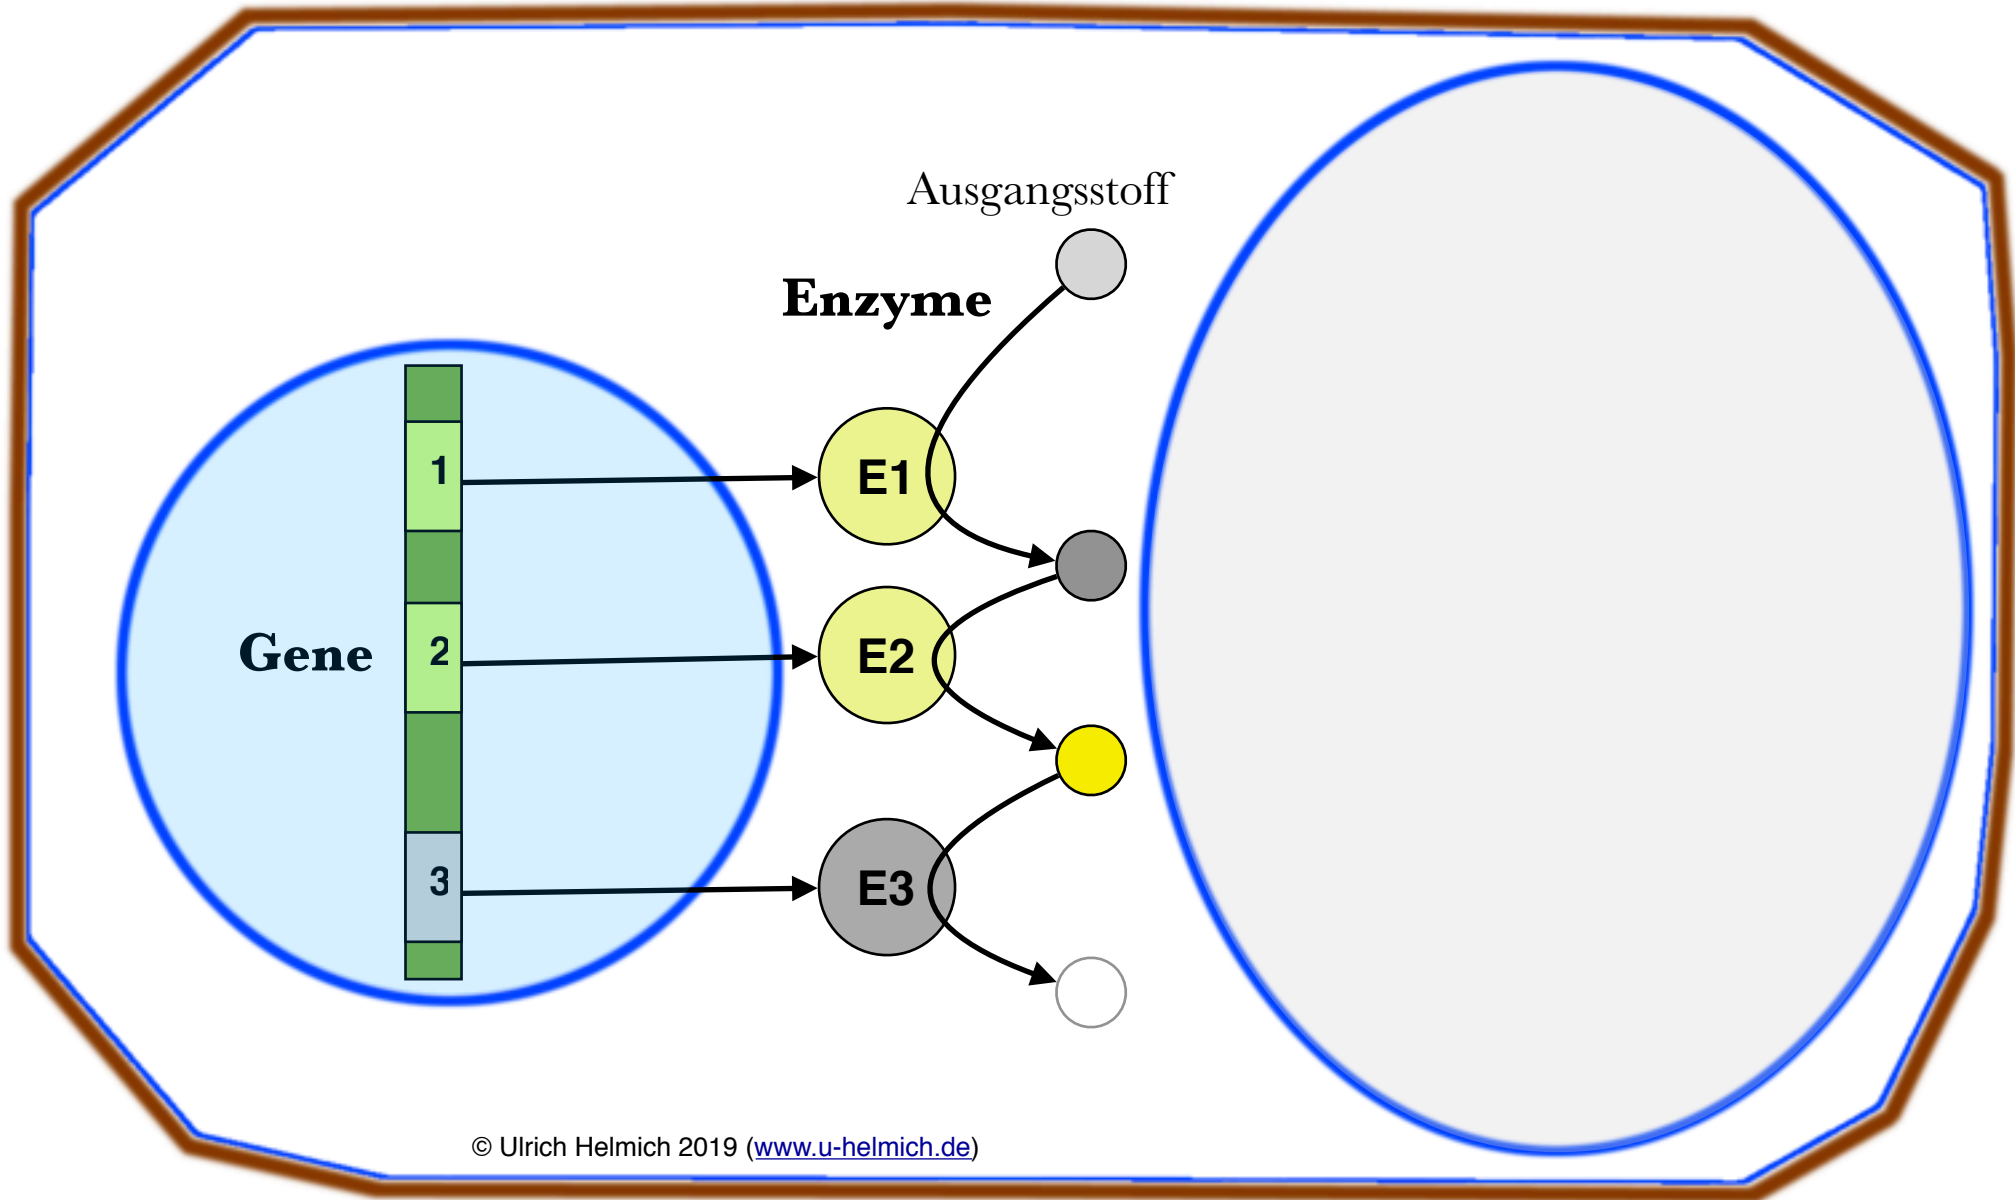 Ausgangsstoff
Enzyme
1
E1
Gene
2
E2
3
E3
© Ulrich Helmich 2019 (www.u-helmich.de)